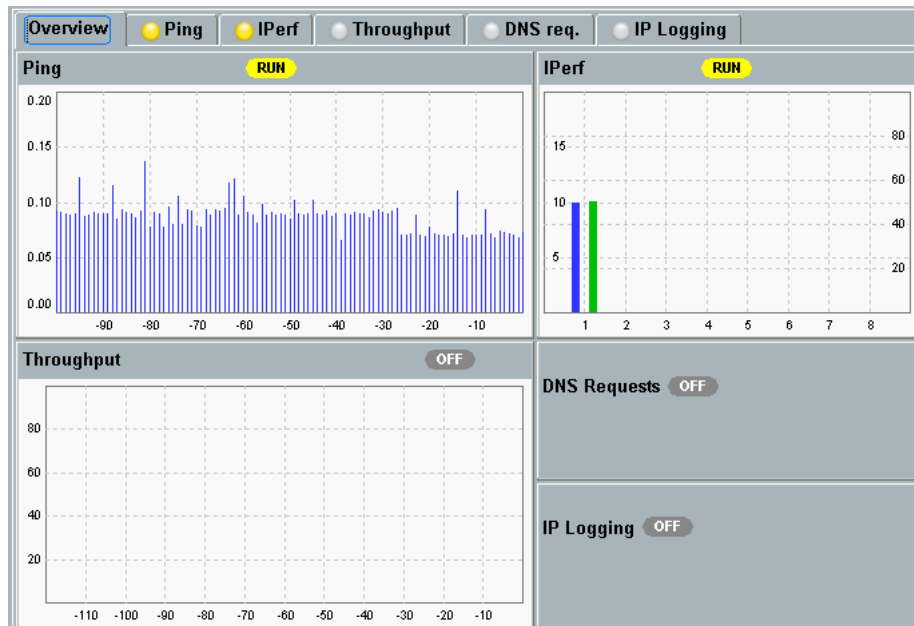 Overview Ping IPerf Throughput DNS req. IP Logging
Ping RUN
0.20
0.15
0.10
0.05
0.00
-90 -80 -70 -60 -50 -40 -30 -20 -10
IPerf RUN
15 80
60
10 40
5 20
1 2 3 4 5 6 7 8
Throughput OFF
80
60
40
20
-110 -100 -90 -80 -70 -60 -50 -40 -30 -20 -10
DNS Requests OFF
IP Logging OFF